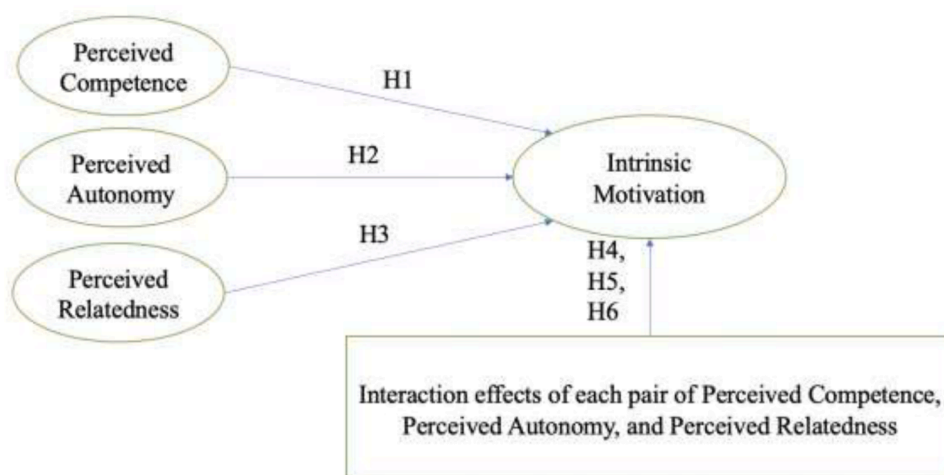 Perceived
Competence
H1
Perceived
Autonomy
H2
Intrinsic
Motivation
Perceived
Relatedness
H3
H4,
H5,
H6
Interaction effects of each pair of Perceived Competence,
Perceived Autonomy, and Perceived Relatedness